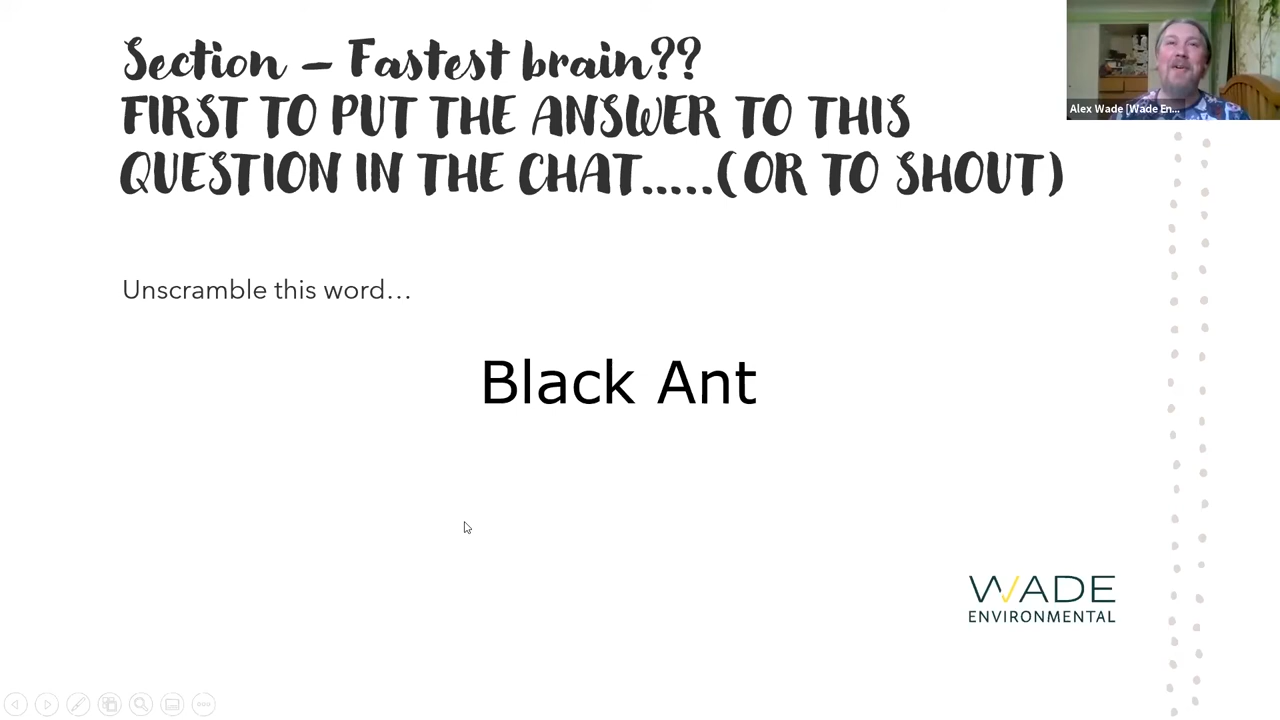 Section – Fastest brain??
FIRST TO PUT THE ANSWER TO THIS
QUESTION IN THE CHAT.....(OR TO SHOUT)
Alex Wade [Wade En...
Unscramble this word…
Black Ant
WADE
ENVIRONMENTAL